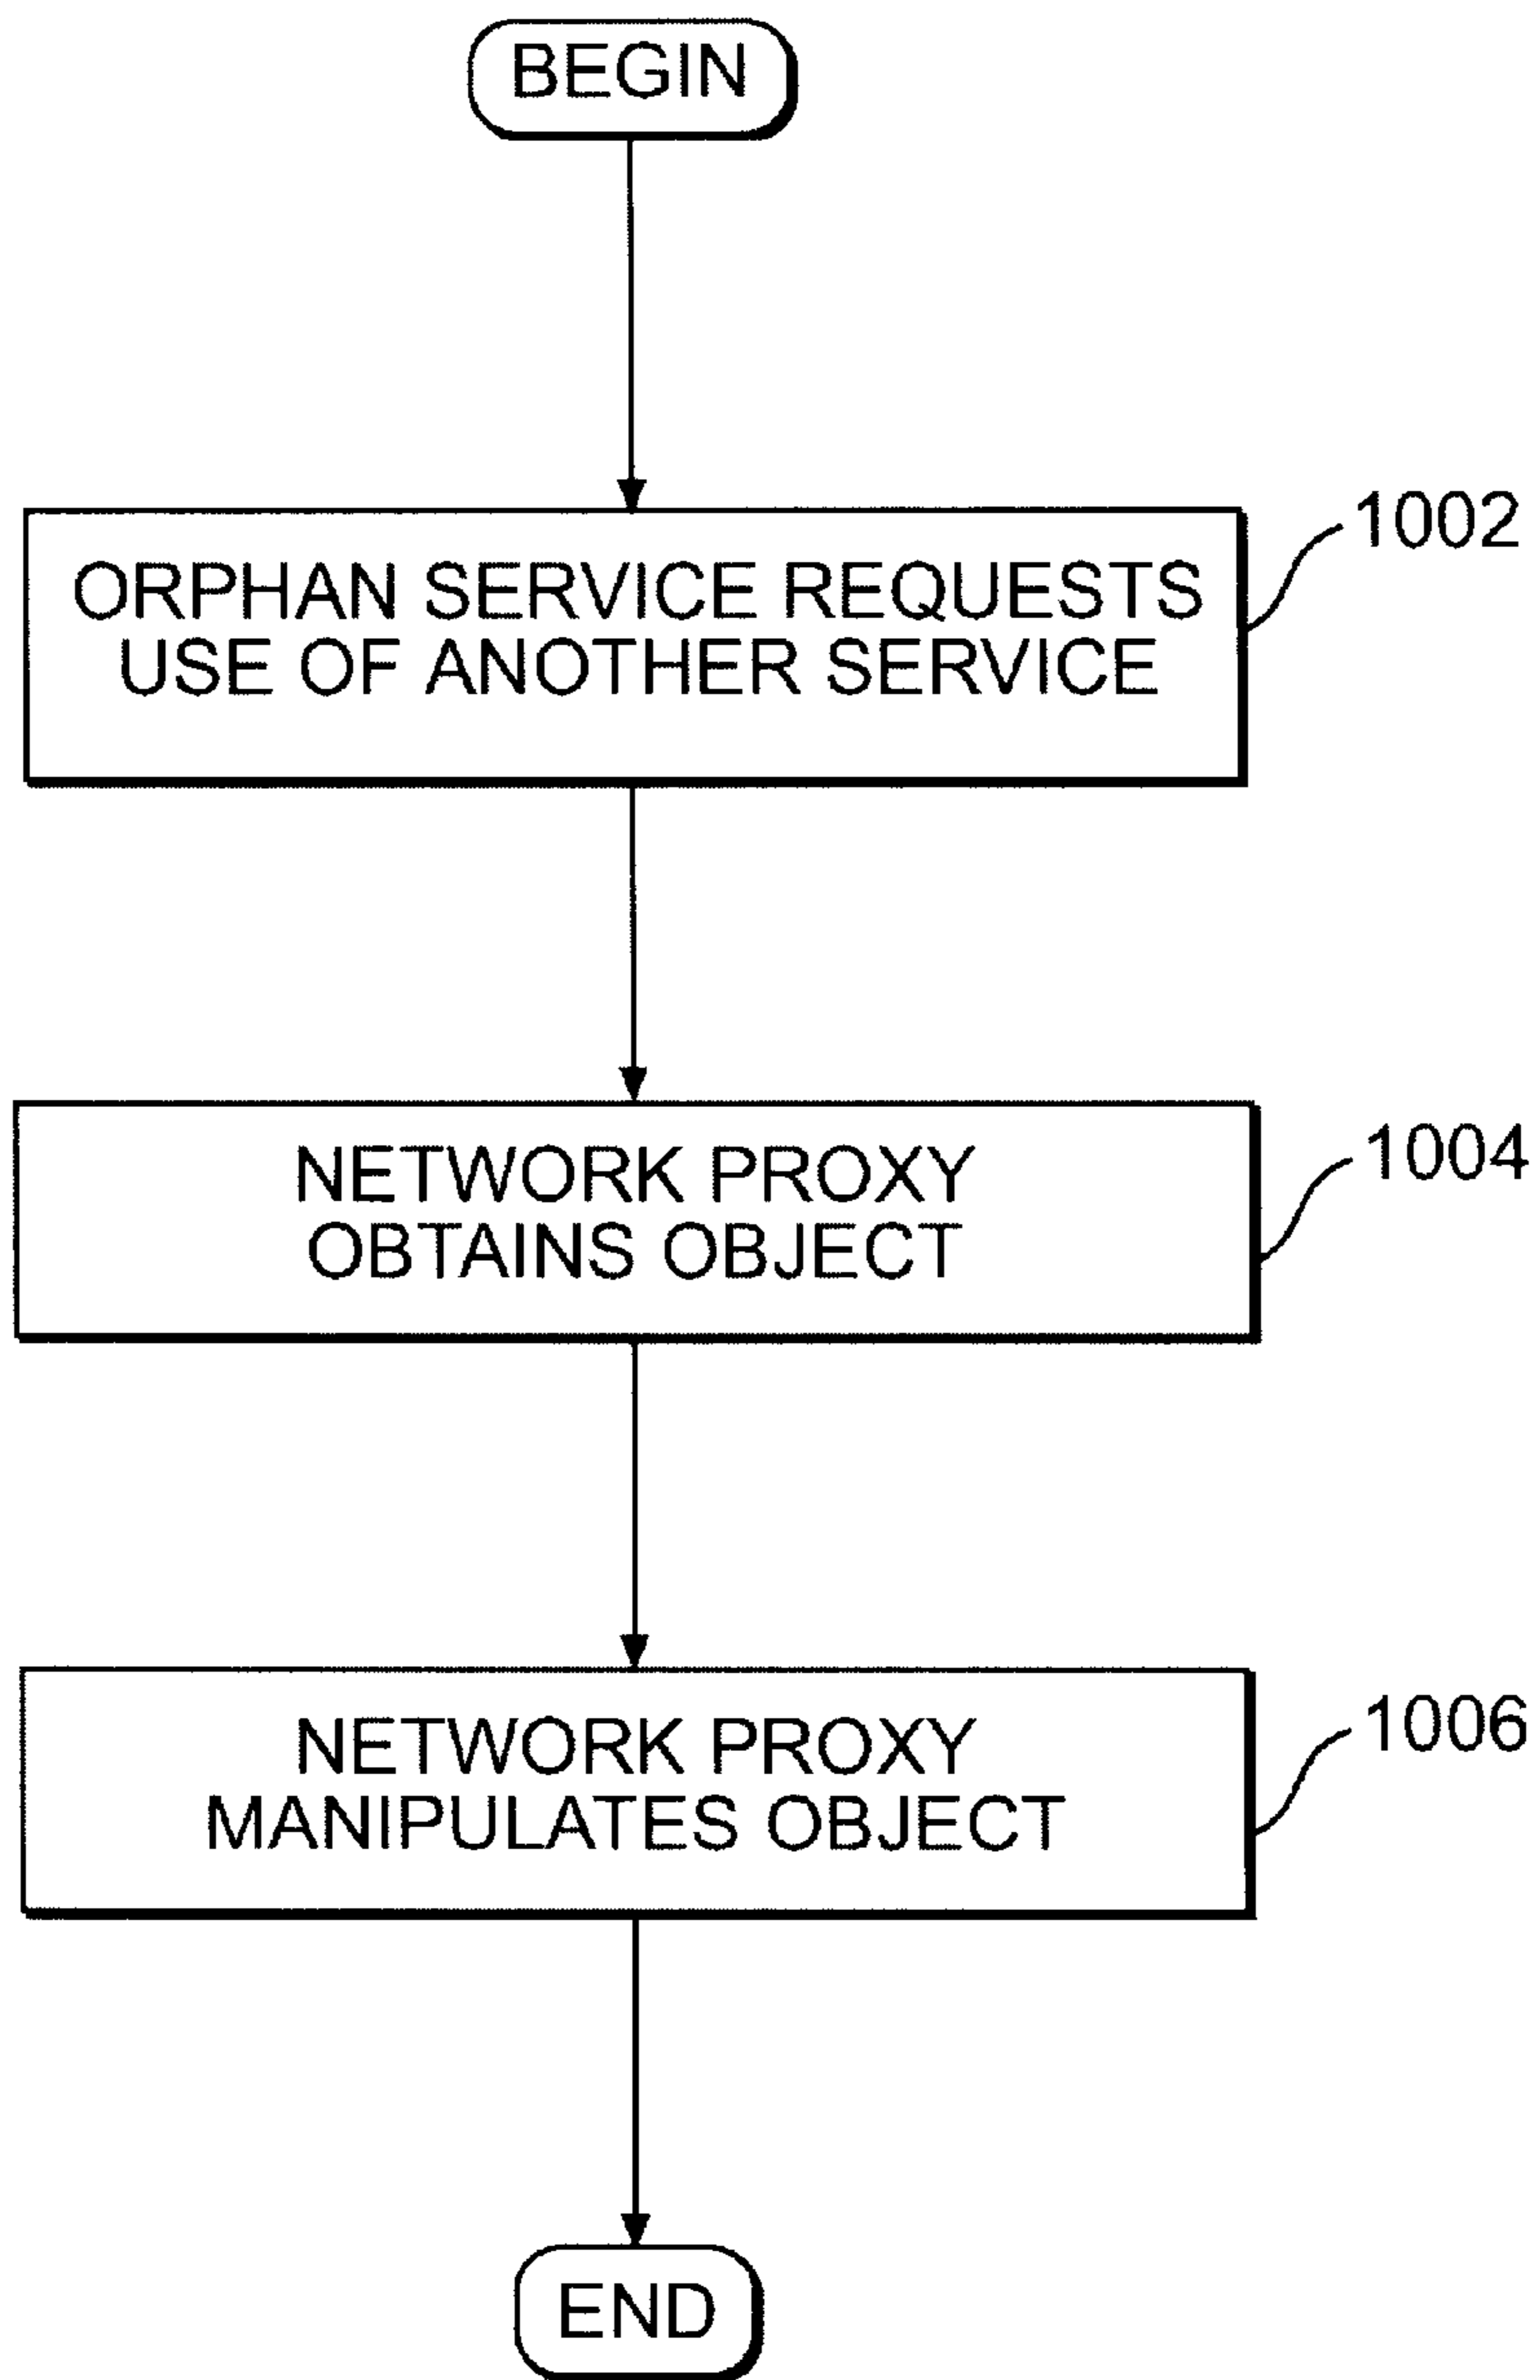 BEGIN
ORPHAN SERVICE REQUESTS
USE OF ANOTHER SERVICE
1002
NETWORK PROXY
OBTAINS OBJECT
1004
NETWORK PROXY
MANIPULATES OBJECT
1006
END